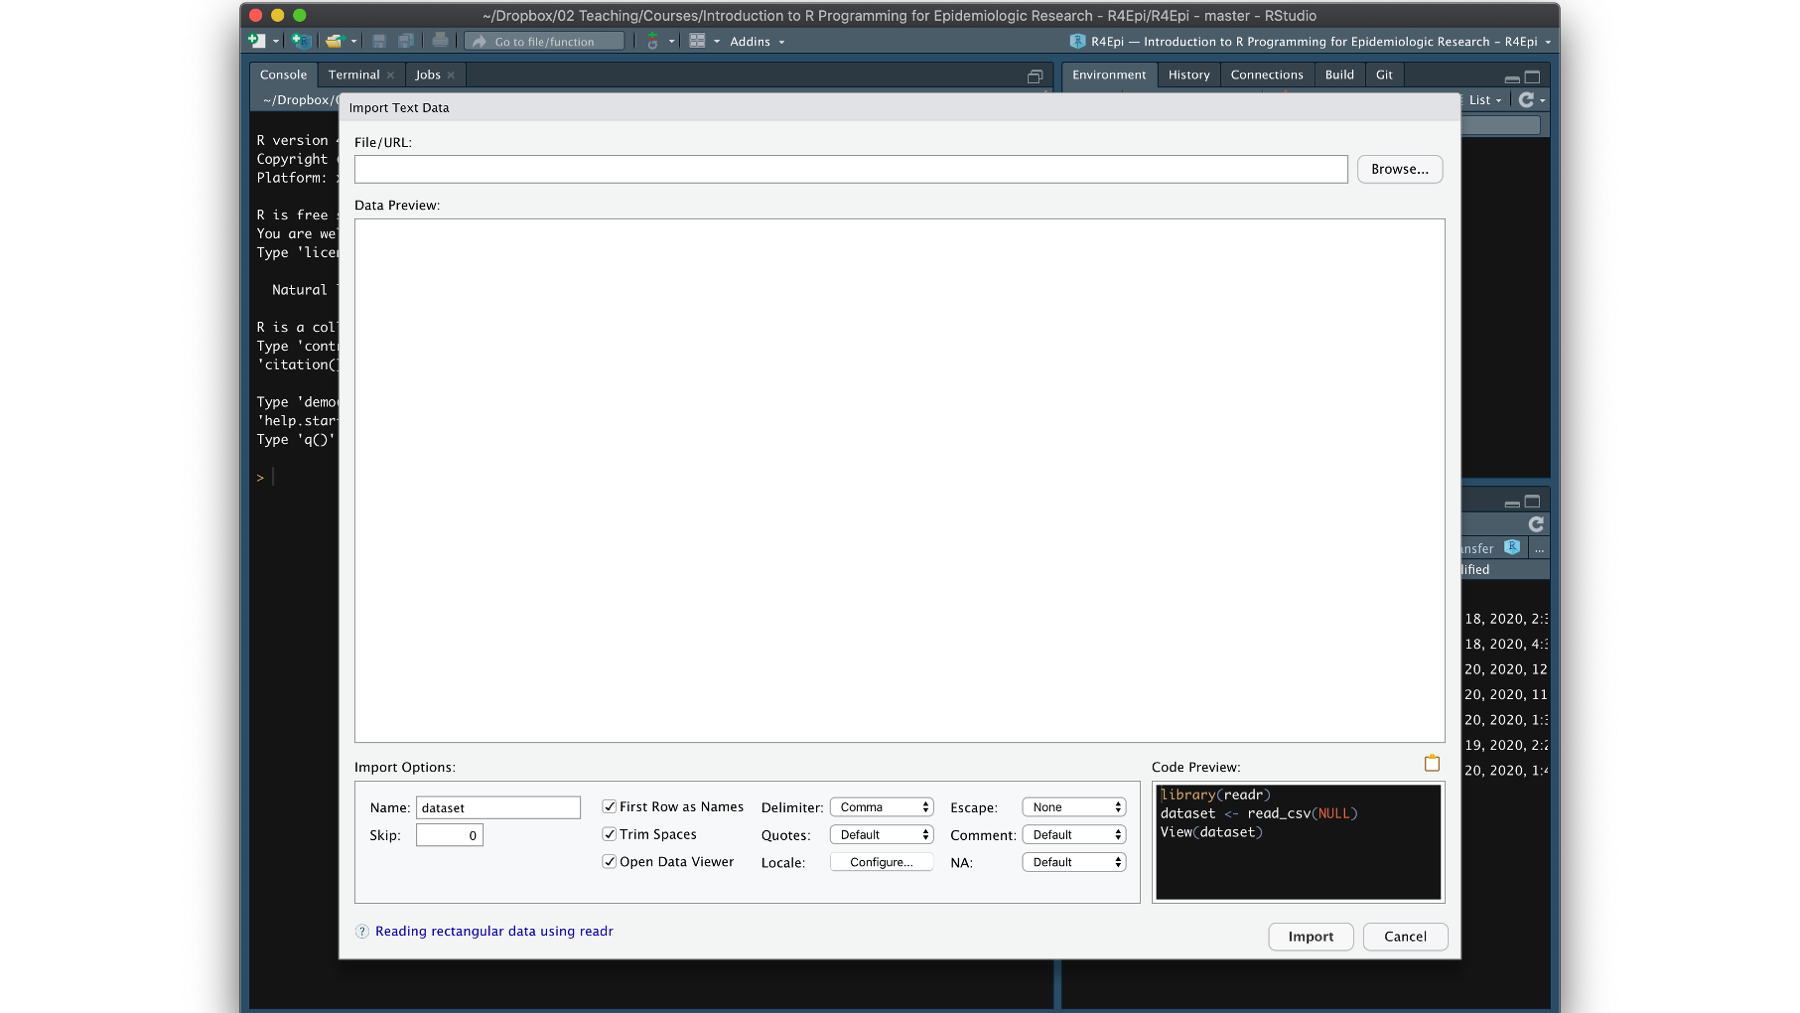 ~/Dropbox/02 Teaching/Courses/Introduction to R Programming for Epidemiologic Research - R4Epi/R4Epi - master - RStudio
Go to file/function
Addins
R4Epi — Introduction to R Programming for Epidemiologic Research - R4Epi
Console
Terminal
Jobs
Environment
History
Connections
Build
Git
~/Dropbox/
List
Import Text Data
R version
Copyright
Platform:
R is free
You are we
Type 'licen
Natural
R is a col
Type 'cont
'citation(
Type 'demo
'help.star
Type 'q()'
>
File/URL:
Browse...
Data Preview:
ansfer
...
lified
18, 2020, 2:3
18, 2020, 4:3
20, 2020, 12
20, 2020, 11
20, 2020, 1:3
19, 2020, 2:2
20, 2020, 1:4
Import Options:
Name: dataset
Skip: 0
First Row as Names
Trim Spaces
Open Data Viewer
Delimiter: Comma
Quotes: Default
Locale: Configure...
Escape: None
Comment: Default
NA: Default
Code Preview:
library(readr)
dataset <- read_csv(NULL)
View(dataset)
? Reading rectangular data using readr
Import
Cancel